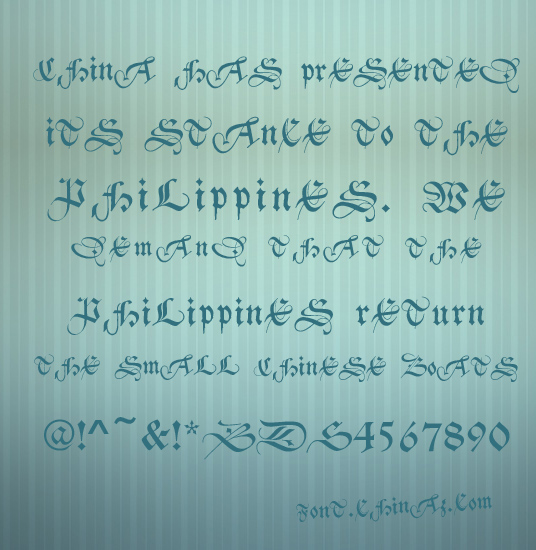 China has presented
its stance to the
Philippines. We
demand that the
Philippines return
the small Chinese boats
@!^~&!*BDS4567890
Font.Chinaz.Com